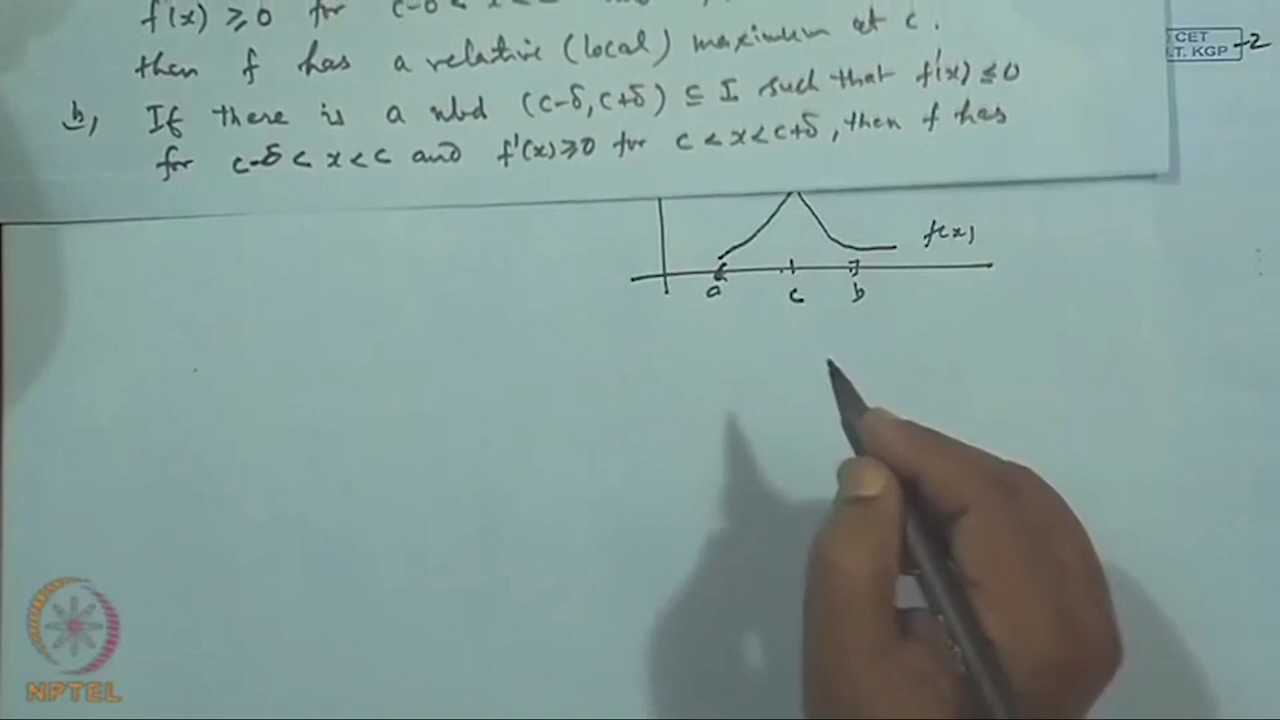 f'(x) ⩾ 0 for c-δ < x <
then f has a relative (local) maximum at c.
b, If there is a nbd (c-δ, c+δ) ⊆ I such that f'(x) ≤ 0
for c-δ < x < c and f'(x) ⩾ 0 for c < x < c+δ, then f has
CET
I.T. KGP
f(x)
a c b
NPTEL